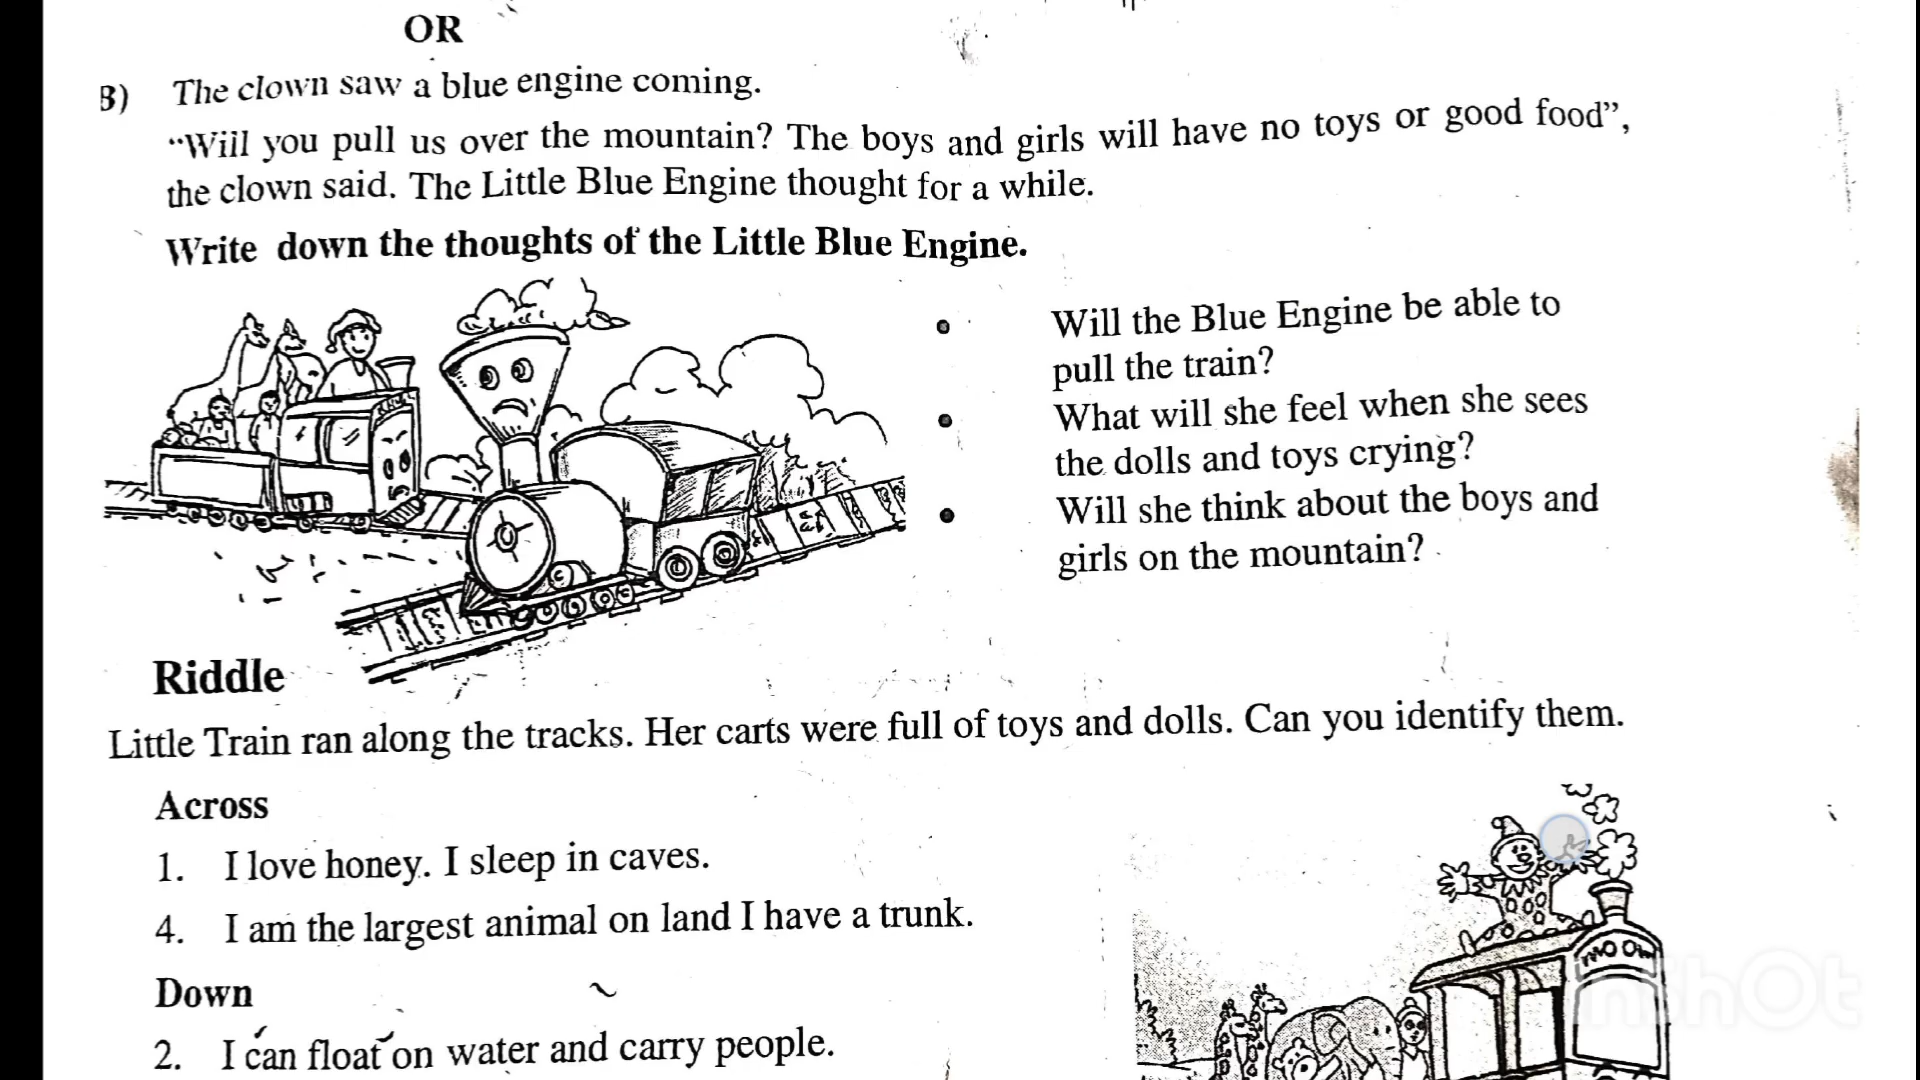 OR
B) The clown saw a blue engine coming.
“Will you pull us over the mountain? The boys and girls will have no toys or good food”,
the clown said. The Little Blue Engine thought for a while.
Write down the thoughts of the Little Blue Engine.
• Will the Blue Engine be able to
pull the train?
• What will she feel when she sees
the dolls and toys crying?
• Will she think about the boys and
girls on the mountain?
Riddle
Little Train ran along the tracks. Her carts were full of toys and dolls. Can you identify them.
Across
1. I love honey. I sleep in caves.
4. I am the largest animal on land I have a trunk.
Down
2. I can float on water and carry people.
InShOt